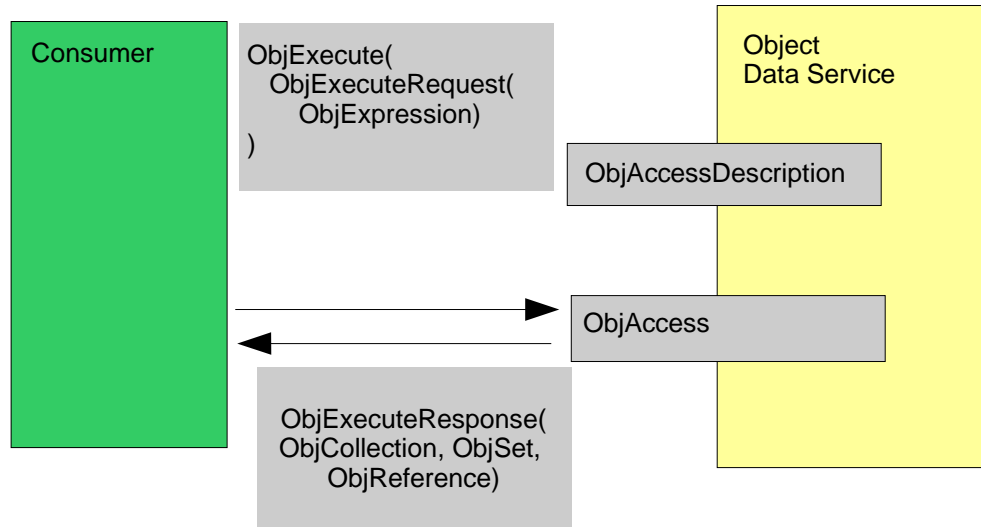 Consumer
ObjExecute(
ObjExecuteRequest(
ObjExpression)
)
Object
Data Service
ObjAccessDescription
ObjAccess
ObjExecuteResponse(
ObjCollection, ObjSet,
ObjReference)